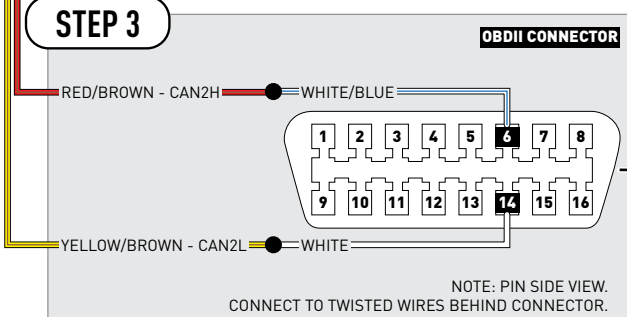 STEP 3
OBDII CONNECTOR
RED/BROWN - CAN2H WHITE/BLUE
1 2 3 4 5 6 7 8
9 10 11 12 13 14 15 16
YELLOW/BROWN - CAN2L WHITE
NOTE: PIN SIDE VIEW.
CONNECT TO TWISTED WIRES BEHIND CONNECTOR.